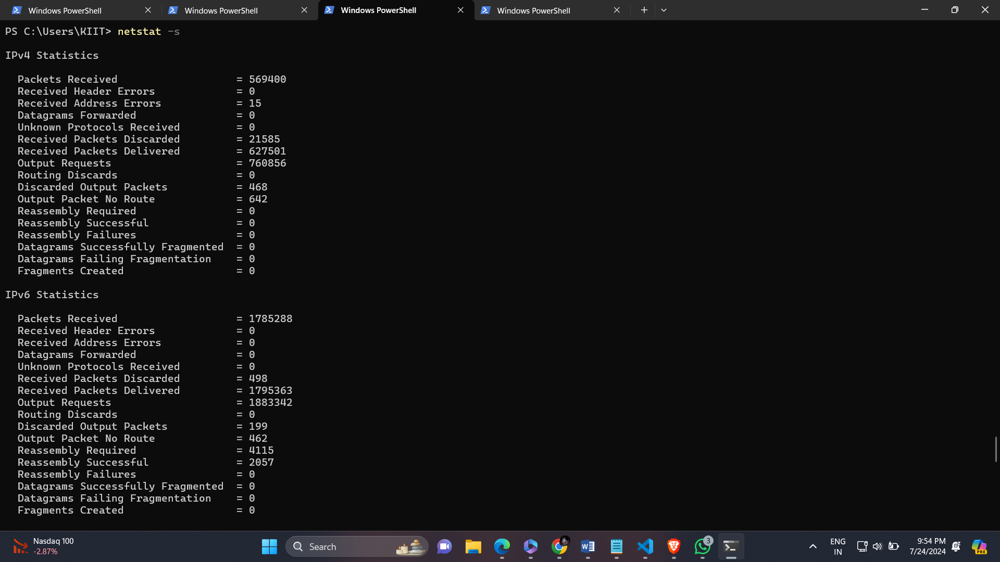 Windows PowerShell
Windows PowerShell
Windows PowerShell
Windows PowerShell
PS C:\Users\KIIT> netstat -s
IPv4 Statistics
Packets Received = 569400
Received Header Errors = 0
Received Address Errors = 15
Datagrams Forwarded = 0
Unknown Protocols Received = 0
Received Packets Discarded = 21585
Received Packets Delivered = 627501
Output Requests = 760856
Routing Discards = 0
Discarded Output Packets = 468
Output Packet No Route = 642
Reassembly Required = 0
Reassembly Successful = 0
Reassembly Failures = 0
Datagrams Successfully Fragmented = 0
Datagrams Failing Fragmentation = 0
Fragments Created = 0
IPv6 Statistics
Packets Received = 1785288
Received Header Errors = 0
Received Address Errors = 0
Datagrams Forwarded = 0
Unknown Protocols Received = 0
Received Packets Discarded = 498
Received Packets Delivered = 1795363
Output Requests = 1883342
Routing Discards = 0
Discarded Output Packets = 199
Output Packet No Route = 462
Reassembly Required = 4115
Reassembly Successful = 2057
Reassembly Failures = 0
Datagrams Successfully Fragmented = 0
Datagrams Failing Fragmentation = 0
Fragments Created = 0
Nasdaq 100
-2.87%
Search
W
3
ENG
IN
9:54 PM
7/24/2024
PRE